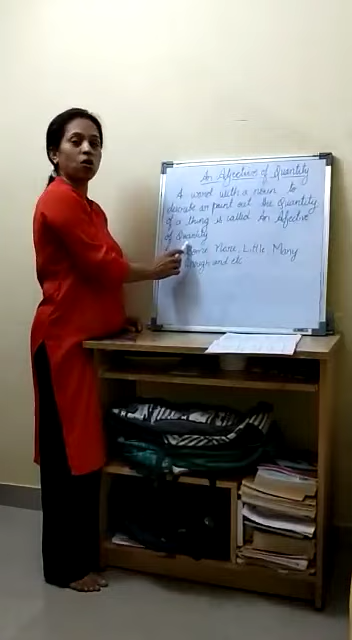 An Adjective of Quantity
A word with a noun to
describe or point out the Quantity
of a thing is called An Adjective
of Quantity
Some More, Little Many
enough and etc